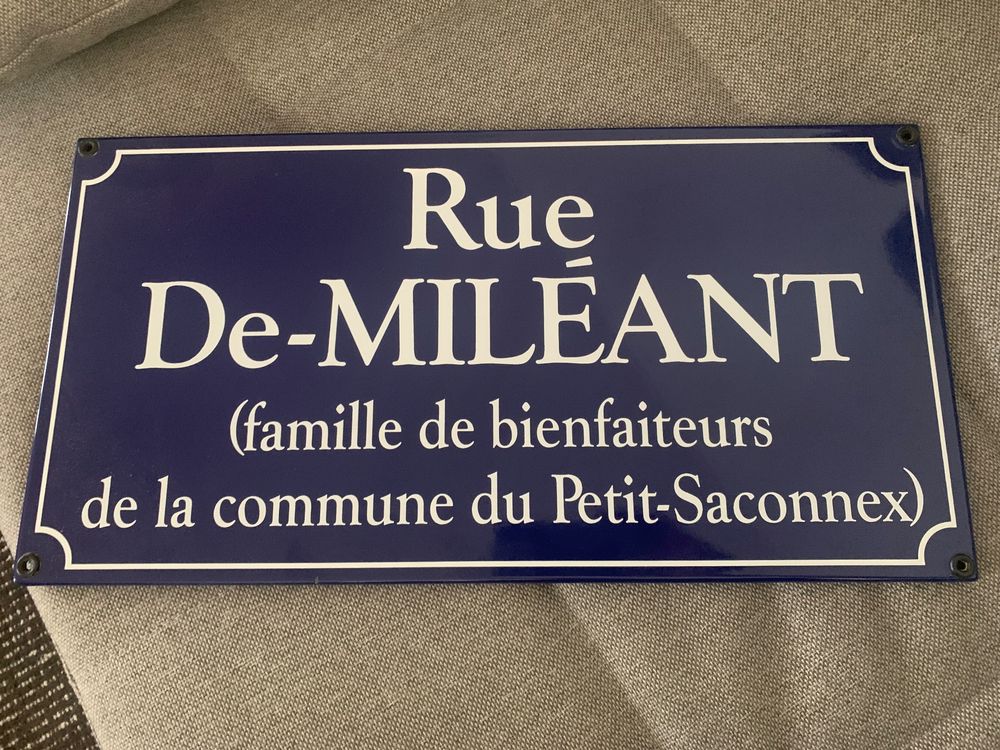 Rue
De-MILÉANT
(famille de bienfaiteurs
de la commune du Petit-Saconnex)